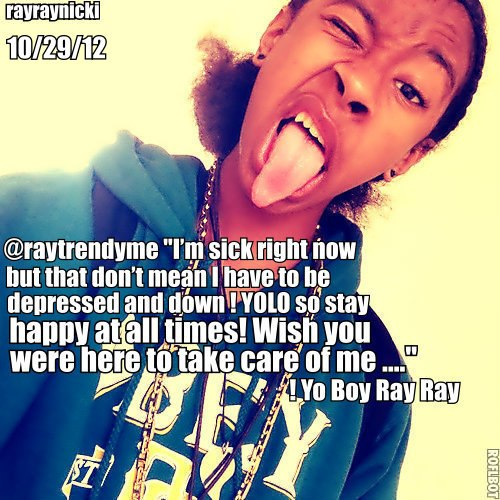 rayraynicki
10/29/12
@raytrendyme "I'm sick right now
but that don't mean I have to be
depressed and down ! YOLO so stay
happy at all times! Wish you
were here to take care of me ...."
! Yo Boy Ray Ray
OBEY
ST
ROFLBOT